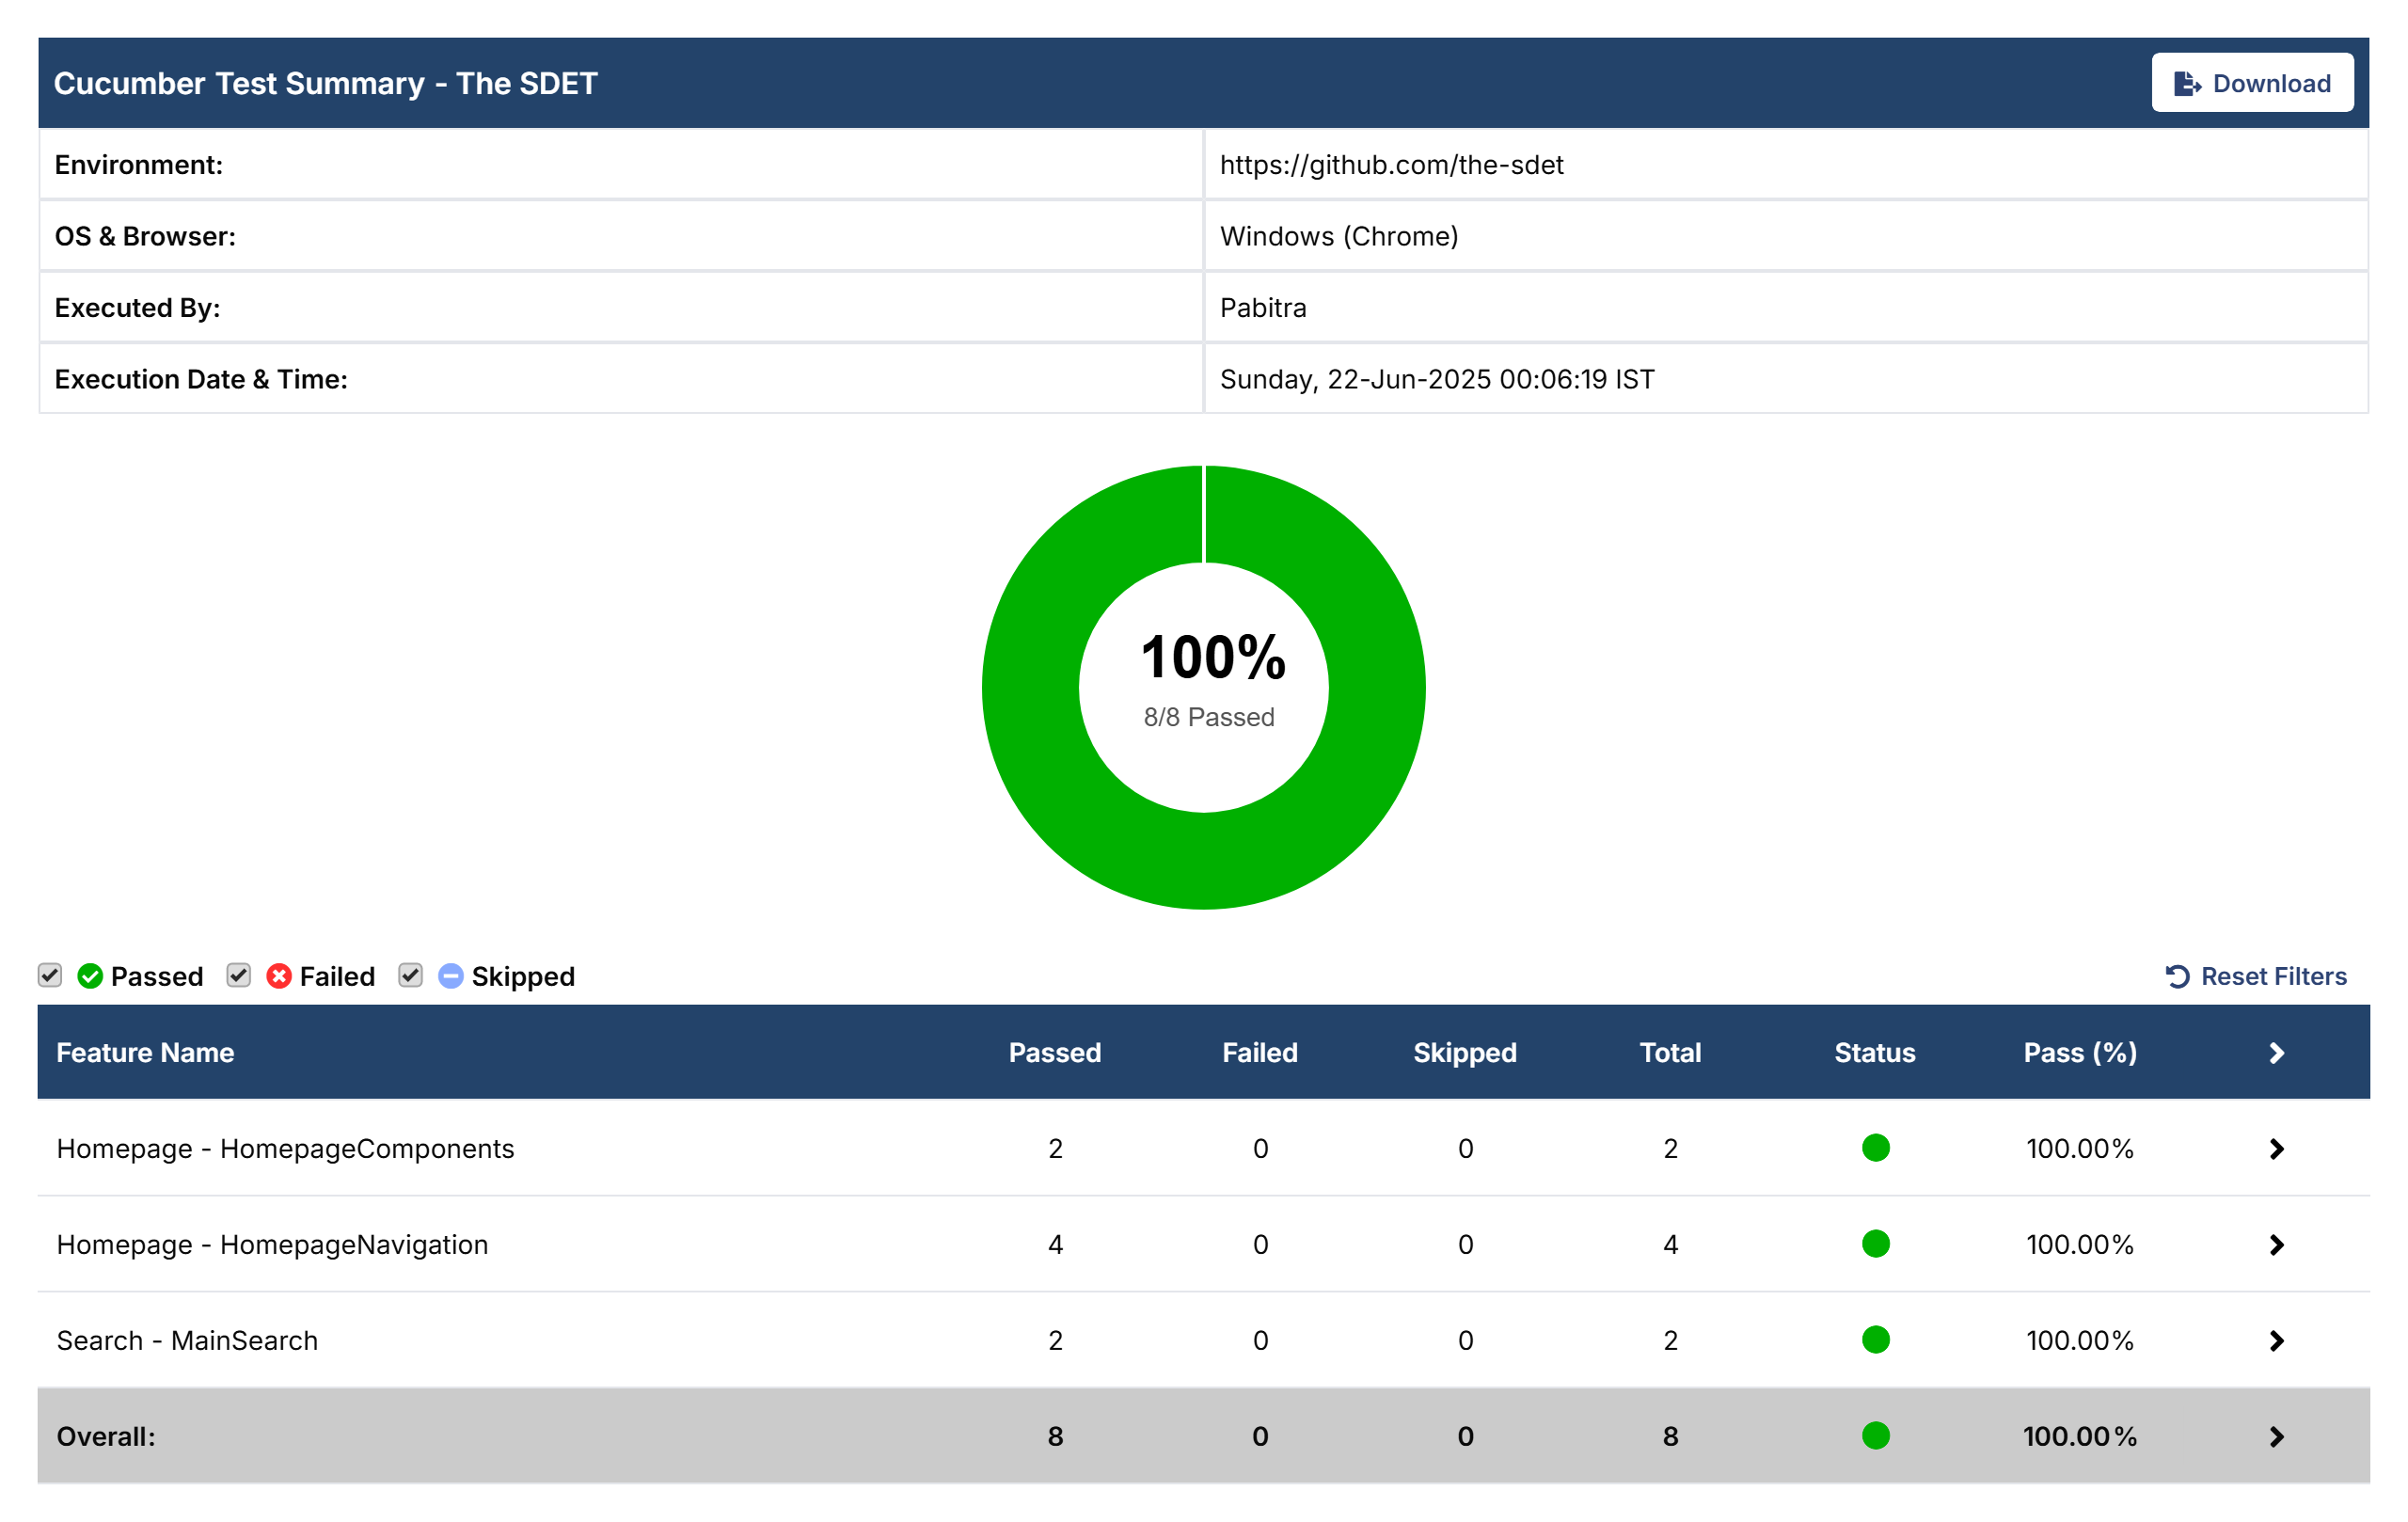 Cucumber Test Summary - The SDET Download
Environment: https://github.com/the-sdet
OS & Browser: Windows (Chrome)
Executed By: Pabitra
Execution Date & Time: Sunday, 22-Jun-2025 00:06:19 IST
100%
8/8 Passed
Passed Failed Skipped Reset Filters
Feature Name Passed Failed Skipped Total Status Pass (%)
Homepage - HomepageComponents 2 0 0 2 100.00%
Homepage - HomepageNavigation 4 0 0 4 100.00%
Search - MainSearch 2 0 0 2 100.00%
Overall: 8 0 0 8 100.00%